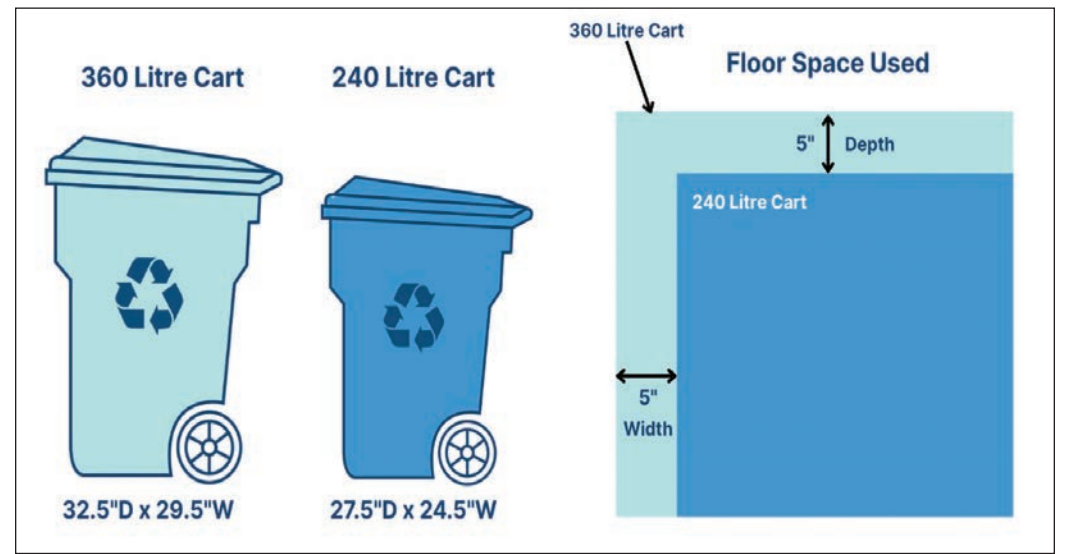 360 Litre Cart
240 Litre Cart
32.5"D x 29.5"W
27.5"D x 24.5"W
360 Litre Cart
Floor Space Used
5" Depth
240 Litre Cart
5"
Width